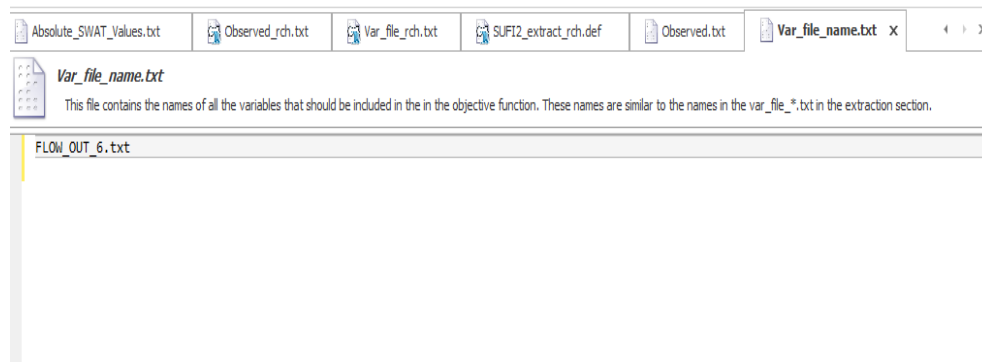 Absolute_SWAT_Values.txt Observed_rch.txt Var_file_rch.txt SUFI2_extract_rch.def Observed.txt Var_file_name.txt X
Var_file_name.txt
This file contains the names of all the variables that should be included in the in the objective function. These names are similar to the names in the var_file_*.txt in the extraction section.
FLOW_OUT_6.txt